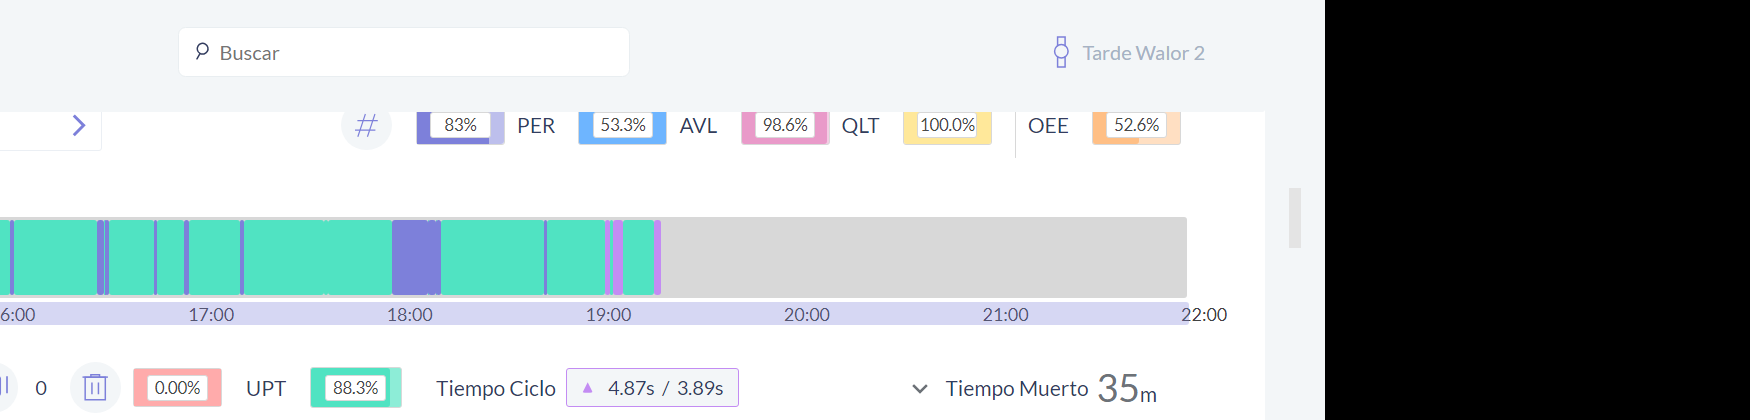 Buscar
Tarde Walor 2
83% PER 53.3% AVL 98.6% QLT 100.0% OEE 52.6%
6:00 17:00 18:00 19:00 20:00 21:00 22:00
0 0.00% UPT 88.3% Tiempo Ciclo ▲ 4.87s / 3.89s Tiempo Muerto 35m